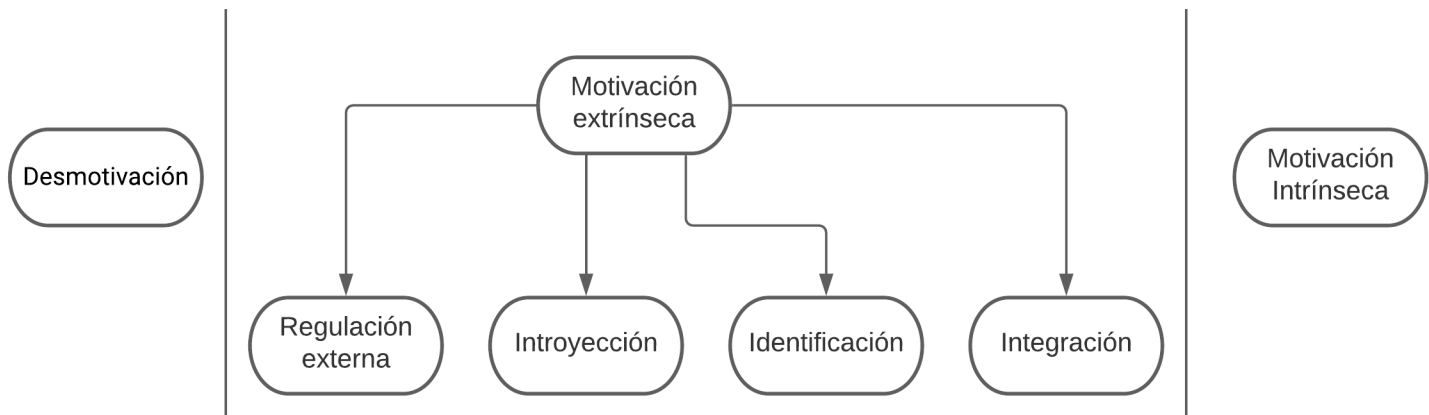 Motivación
extrínseca
Desmotivación
Motivación
Intrínseca
Regulación
externa
Introyección
Identificación
Integración